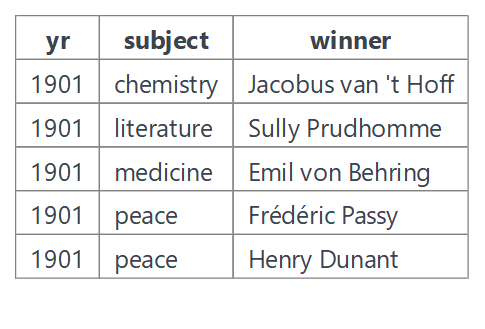 yr subject winner
1901 chemistry Jacobus van 't Hoff
1901 literature Sully Prudhomme
1901 medicine Emil von Behring
1901 peace Frédéric Passy
1901 peace Henry Dunant